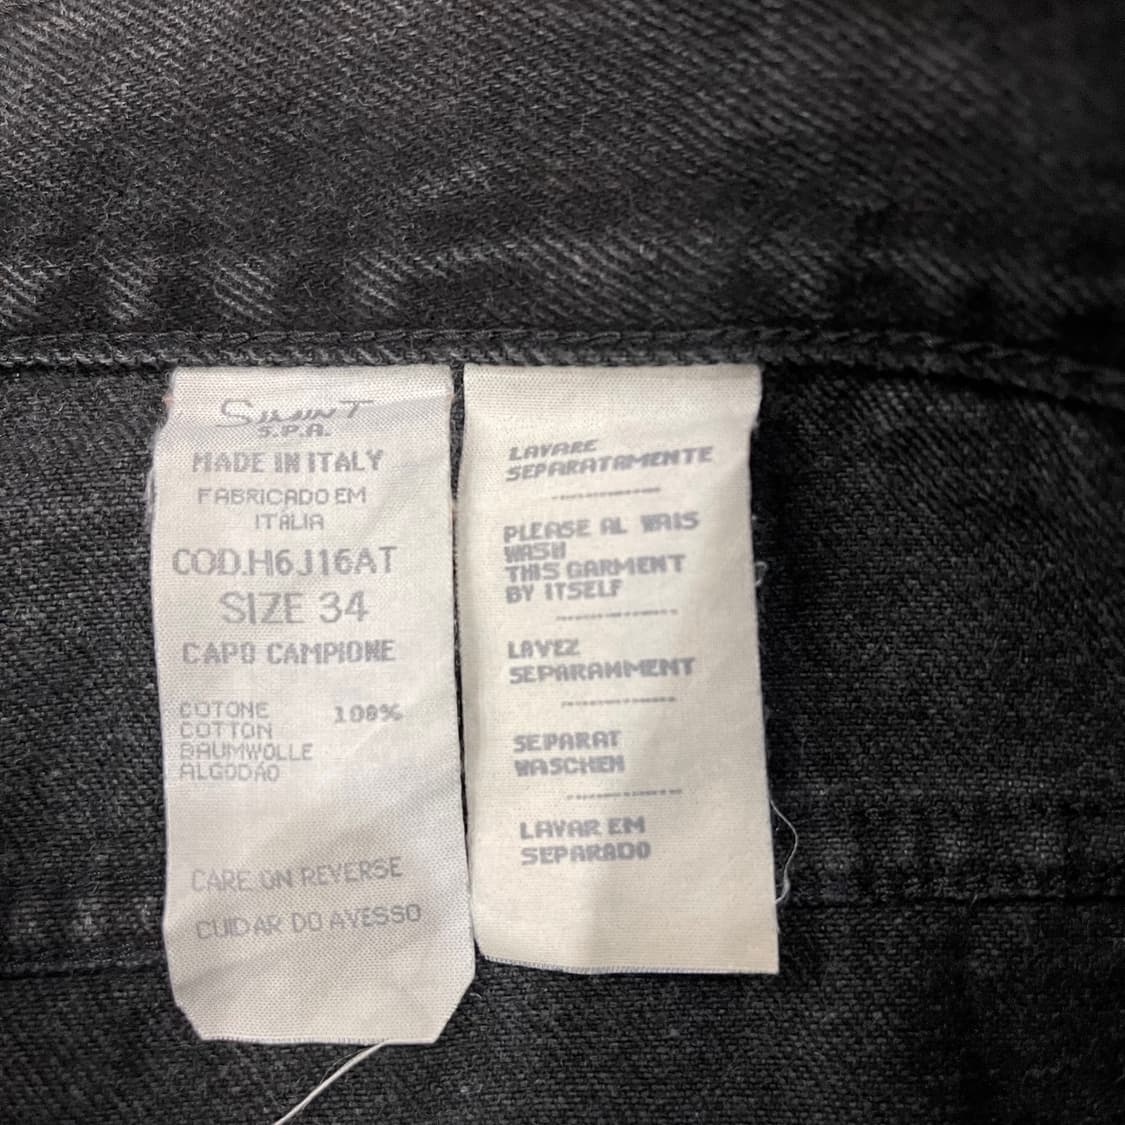 S.P.A.
MADE IN ITALY
FABRICADO EM
ITÁLIA
COD.H6J16AT
SIZE 34
CAPO CAMPIONE
COTONE 100%
COTTON
BAUMWOLLE
ALGODÃO
CARE ON REVERSE
CUIDAR DO AVESSO
LAVARE
SEPARATAMENTE
PLEASE AL WAIS
WASH
THIS GARMENT
BY ITSELF
LAVEZ
SEPARAMMENT
SEPARAT
WASCHEN
LAVAR EM
SEPARADO